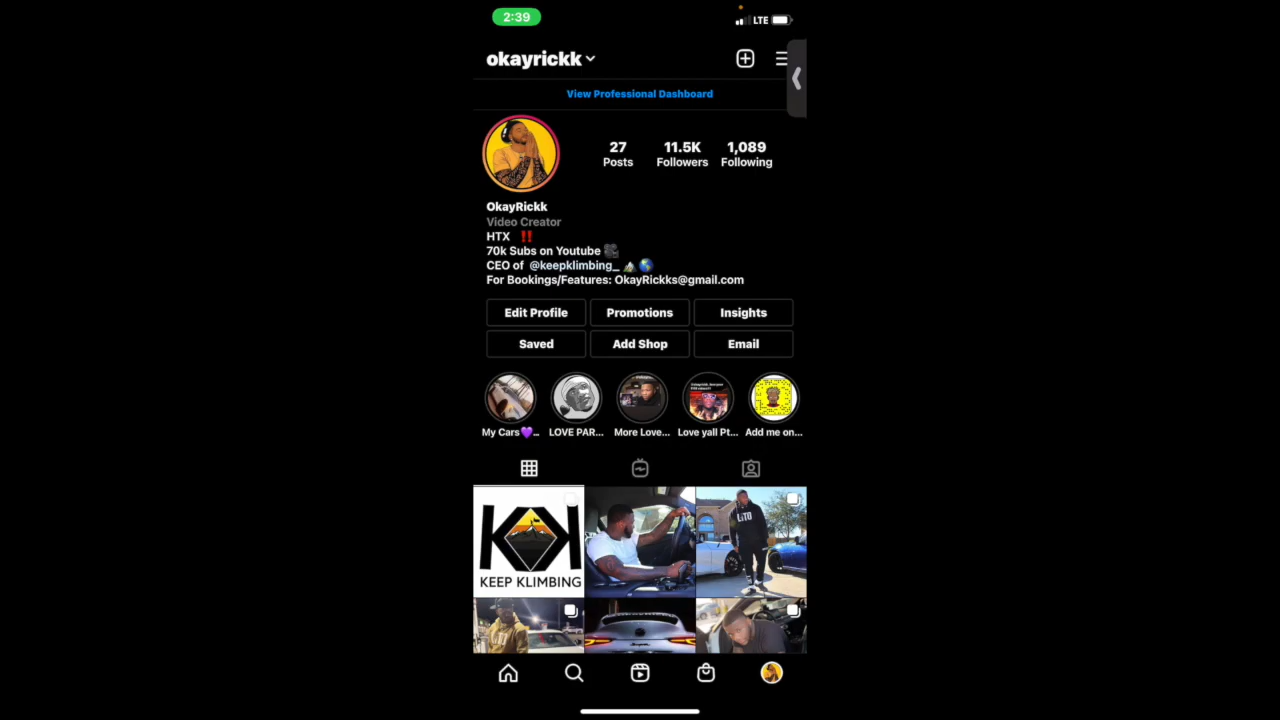 2:39
LTE
okayrickk
View Professional Dashboard
27 11.5K 1,089
Posts Followers Following
OkayRickk
Video Creator
HTX ‼️
70k Subs on Youtube 🎥
CEO of @keepklimbing_ ⛰️🌎
For Bookings/Features: OkayRickks@gmail.com
Edit Profile Promotions Insights
Saved Add Shop Email
My Cars💜... LOVE PAR... More Love... Love yall Pt... Add me on...
KK
KEEP KLIMBING
LITO